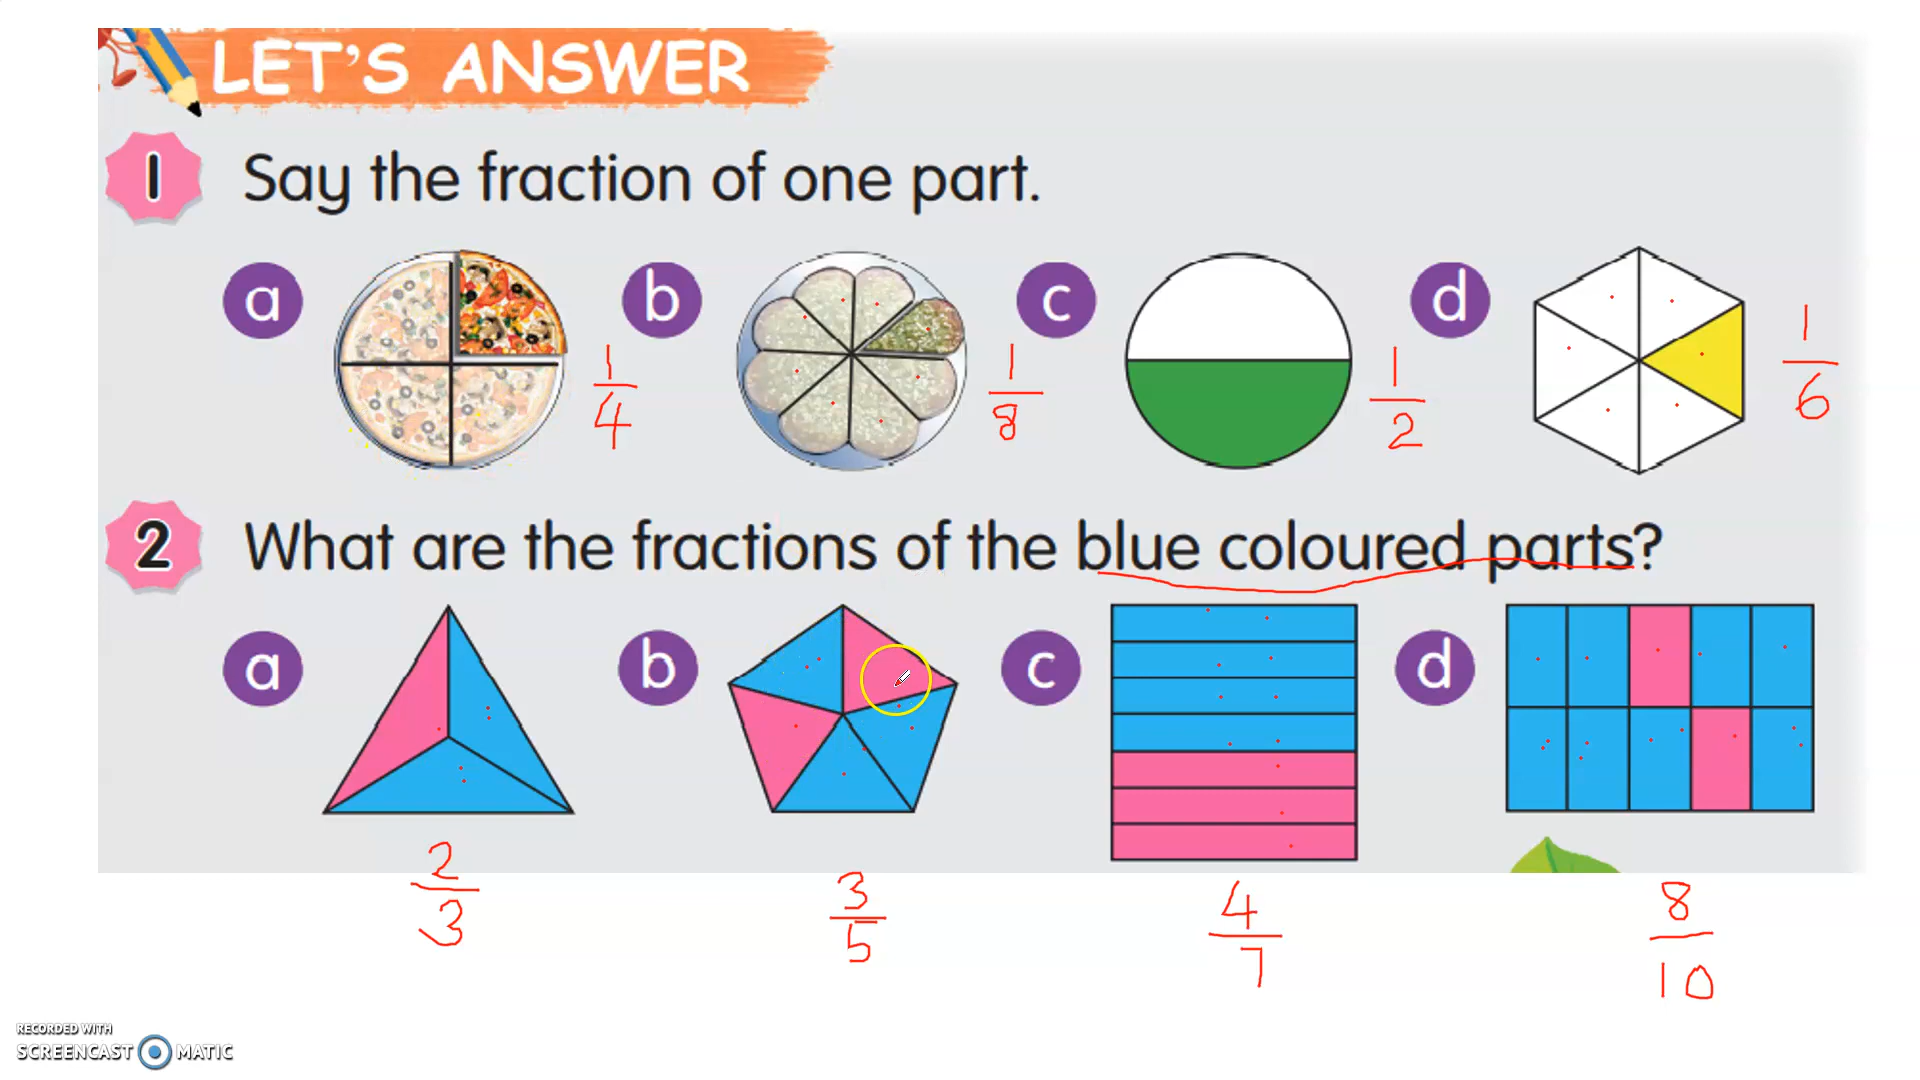 LET'S ANSWER
1 Say the fraction of one part.
a 1/4 b 1/8 c 1/2 d 1/6
2 What are the fractions of the blue coloured parts?
a b c d
2/3 3/5 4/7 8/10
RECORDED WITH
SCREENCAST MATIC